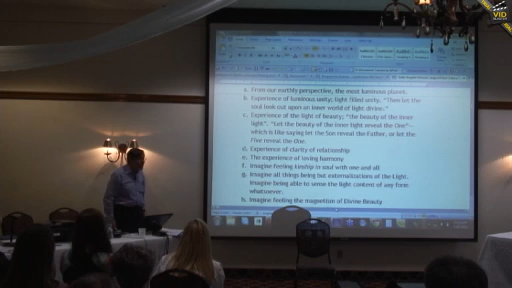 VID
a. From our earthly perspective, the most luminous planet.
b. Experience of luminous unity; light filled unity. "Then let the
soul look out upon an inner world of light divine."
c. Experience of the light of beauty; "the beauty of the inner
light". "Let the beauty of the inner light reveal the One"—
which is like saying let the Sun reveal the Father, or let the
Five reveal the One.
d. Experience of clarity of relationship
e. The experience of loving harmony
f. Imagine feeling kinship in soul with one and all.
g. Imagine all things being but externalizations of the Light.
Imagine being able to sense the light content of any form
whatsoever.
h. Imagine feeling the magnetism of Divine Beauty